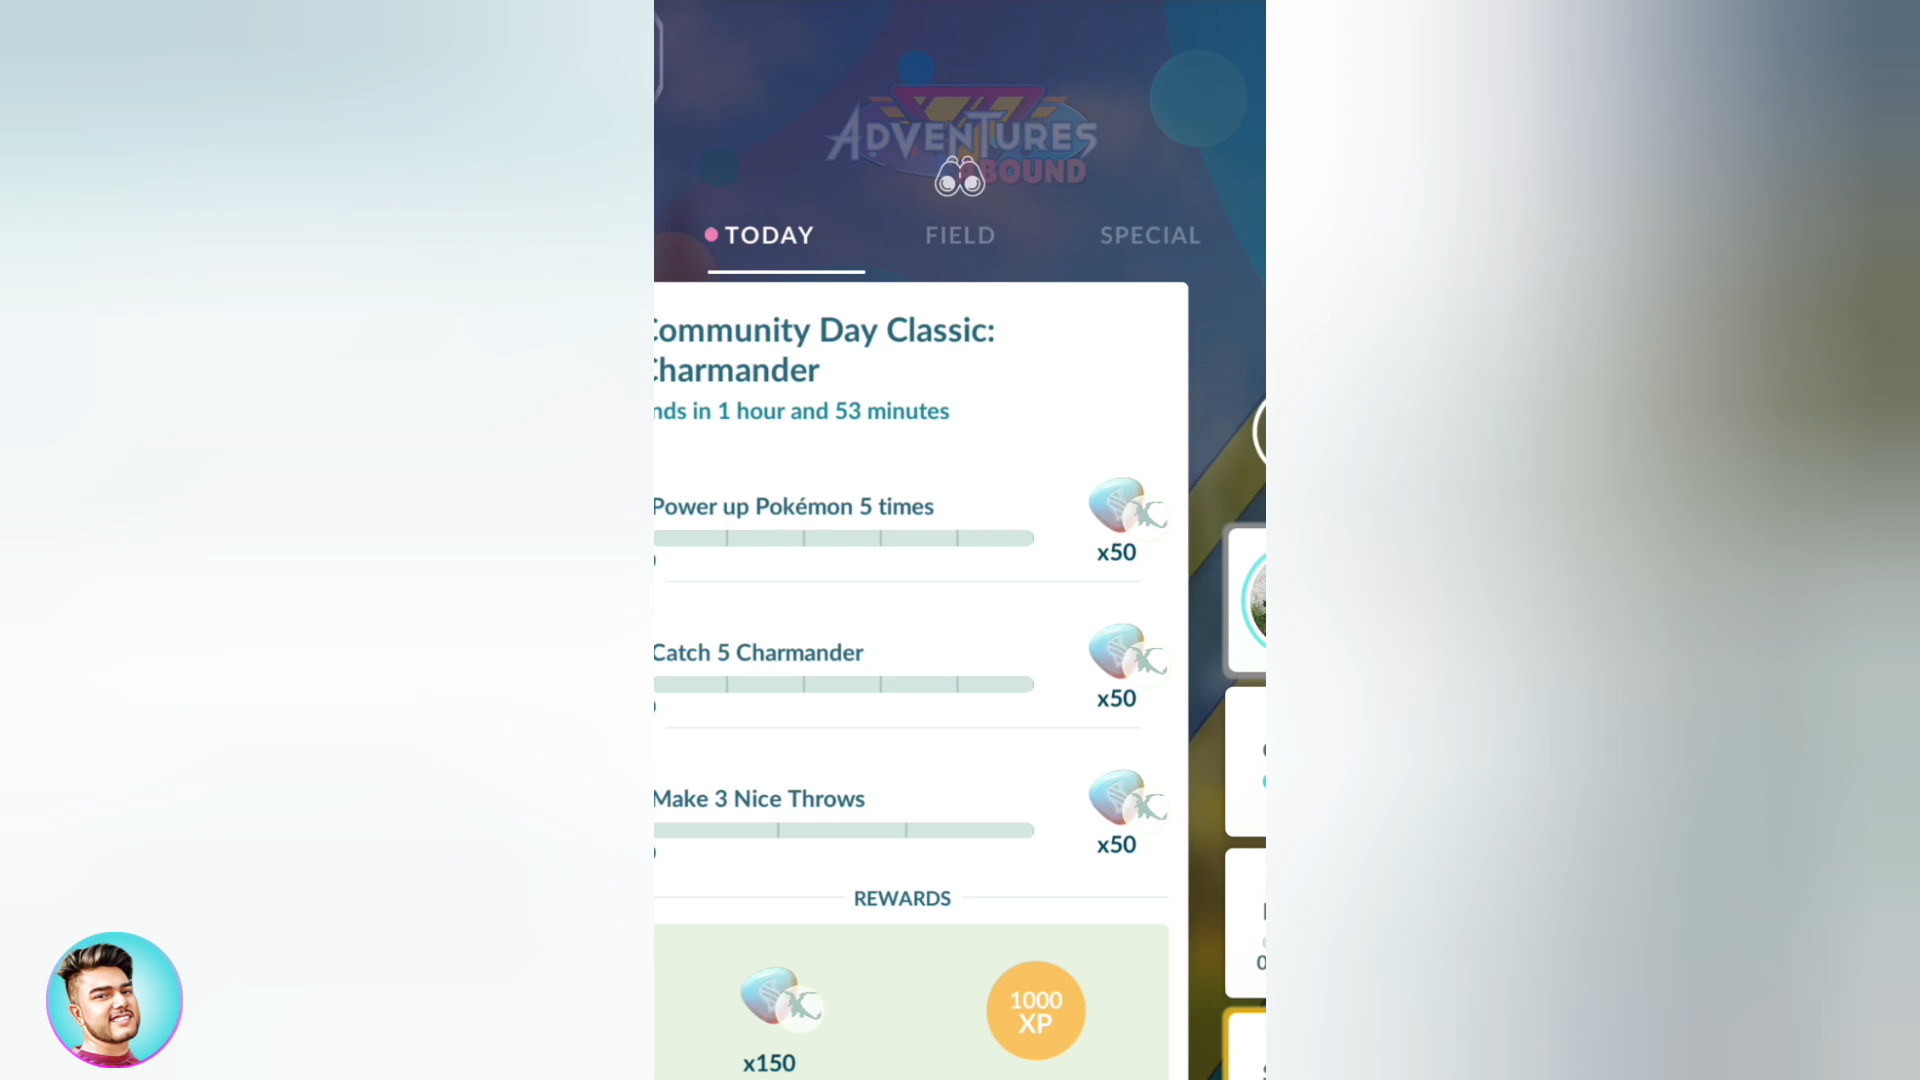 ADVENTURES
BOUND
TODAY
FIELD
SPECIAL
ommunity Day Classic:
harmander
nds in 1 hour and 53 minutes
Power up Pokémon 5 times
x50
Catch 5 Charmander
x50
Make 3 Nice Throws
x50
REWARDS
1000
XP
x150
0